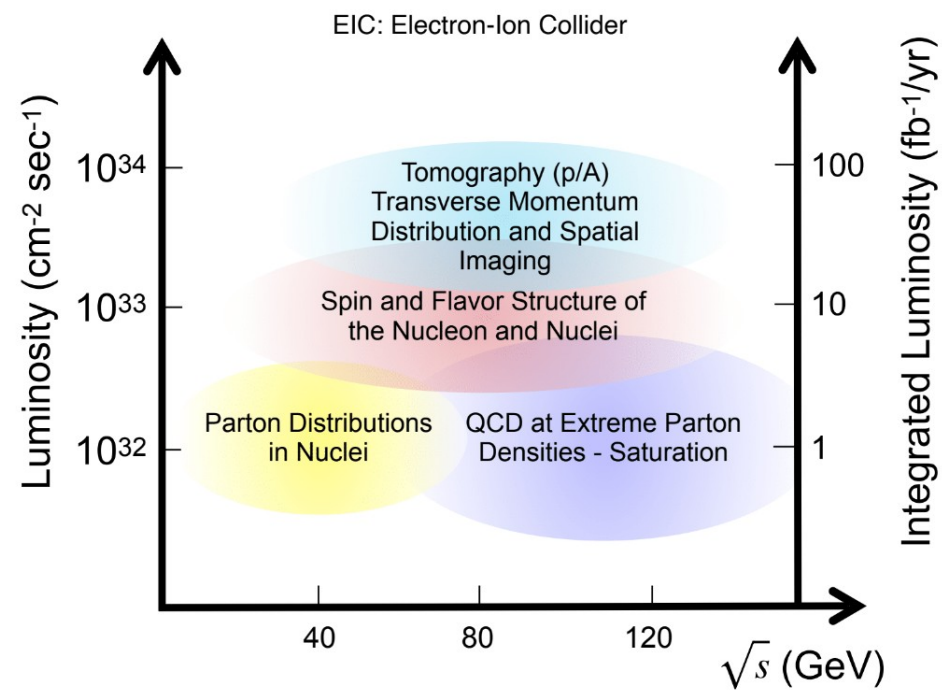 EIC: Electron-Ion Collider
Luminosity (cm⁻² sec⁻¹)
10³⁴
10³³
10³²
Tomography (p/A)
Transverse Momentum
Distribution and Spatial
Imaging
Spin and Flavor Structure of
the Nucleon and Nuclei
Parton Distributions
in Nuclei
QCD at Extreme Parton
Densities - Saturation
100
10
1
Integrated Luminosity (fb⁻¹/yr)
40
80
120
√s (GeV)